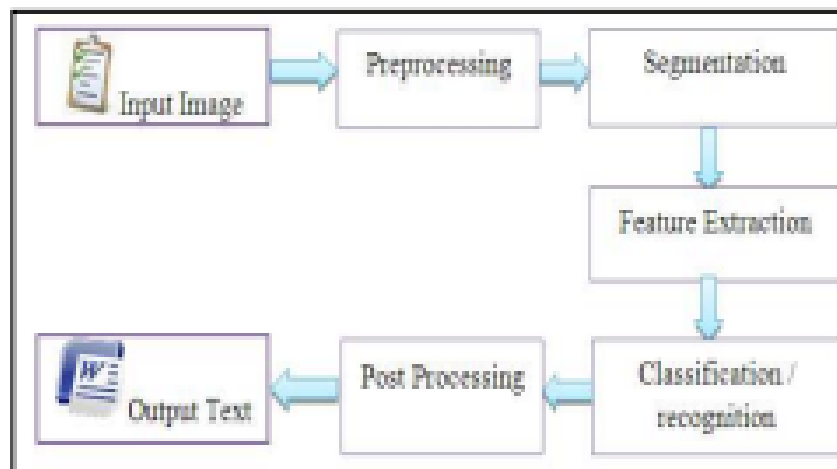 Input Image
Preprocessing
Segmentation
Feature Extraction
Classification /
recognition
Post Processing
W
Output Text